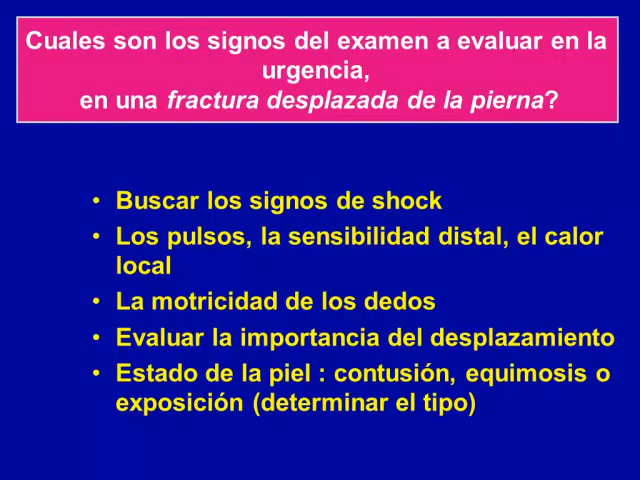 Cuales son los signos del examen a evaluar en la
urgencia,
en una fractura desplazada de la pierna?
• Buscar los signos de shock
• Los pulsos, la sensibilidad distal, el calor
local
• La motricidad de los dedos
• Evaluar la importancia del desplazamiento
• Estado de la piel : contusión, equimosis o
exposición (determinar el tipo)